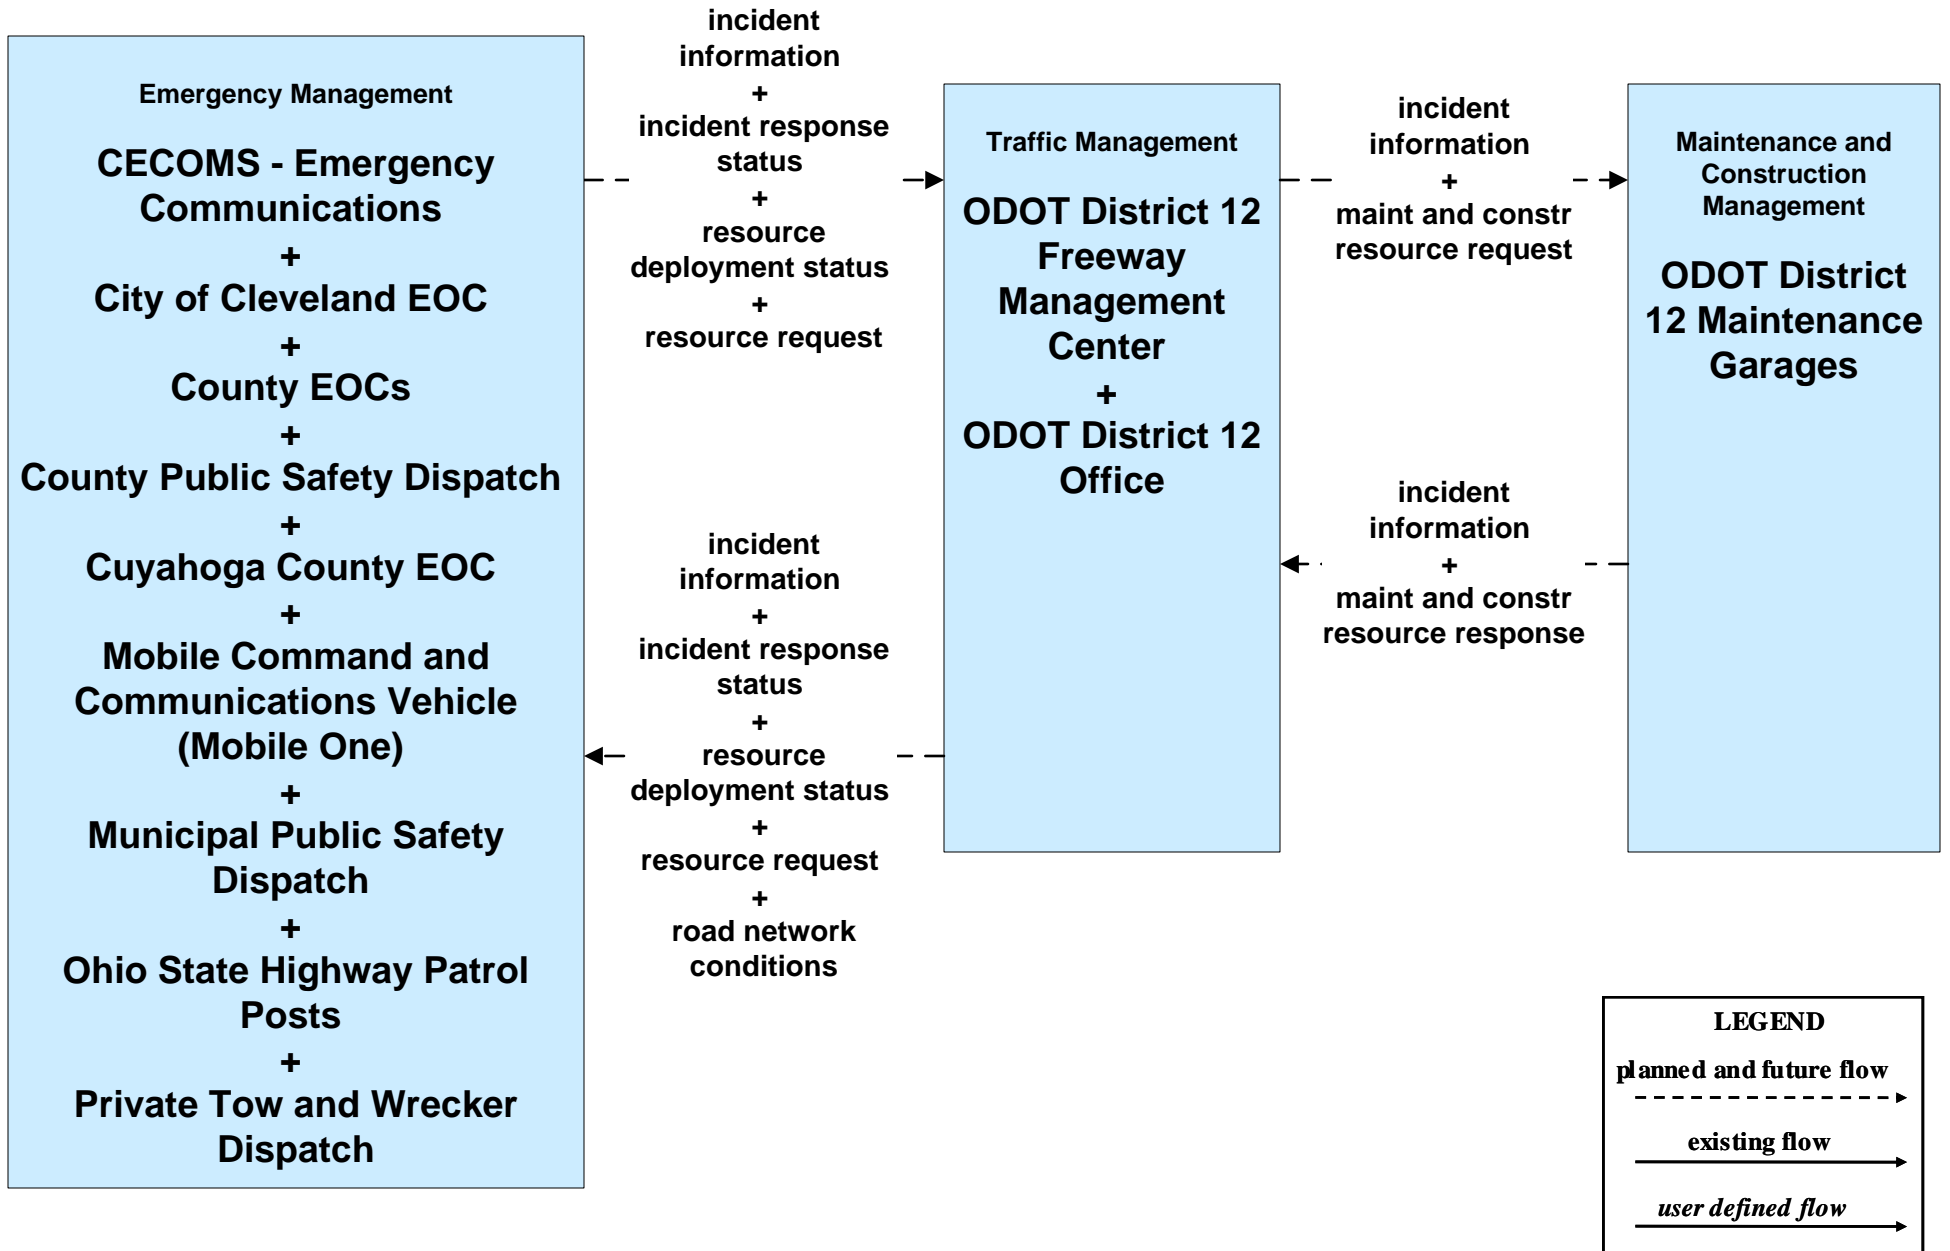 Emergency Management
CECOMS - Emergency
Communications
+
City of Cleveland EOC
+
County EOCs
+
County Public Safety Dispatch
+
Cuyahoga County EOC
+
Mobile Command and
Communications Vehicle
(Mobile One)
+
Municipal Public Safety
Dispatch
+
Ohio State Highway Patrol
Posts
+
Private Tow and Wrecker
Dispatch
incident
information
+
incident response
status
+
resource
deployment status
+
resource request
incident
information
+
incident response
status
+
resource
deployment status
+
resource request
+
road network
conditions
Traffic Management
ODOT District 12
Freeway
Management
Center
+
ODOT District 12
Office
incident
information
+
maint and constr
resource request
incident
information
+
maint and constr
resource response
Maintenance and
Construction
Management
ODOT District
12 Maintenance
Garages
LEGEND
planned and future flow
existing flow
user defined flow